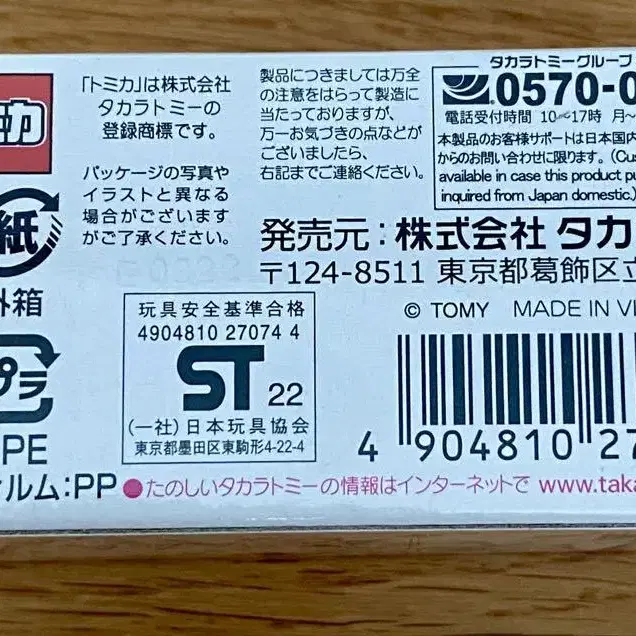 ミカ
「トミカ」は株式会社
タカラトミーの
登録商標です。
パッケージの写真や
イラストと異なる
場合がございます
がご了承ください。
製品につきましては万全
の注意をはらって製造に
当たっておりますが、
万一お気づきの点などが
ございましたら、
右記までご連絡ください。
タカラトミーグループ
0570-0
電話受付時間 10~17時 月~
本製品のお客様サポートは日本国内
からのお問い合わせに限ります。(Cu
available in case this product pu
inquired from Japan domestic.)
発売元:株式会社 タカ
〒124-8511 東京都葛飾区立
© TOMY MADE IN VI
紙
外箱
プラ
PE
ィルム:PP
玩具安全基準合格
4904810 27074 4
ST 22
(一社)日本玩具協会
東京都墨田区東駒形4-22-4
4 904810 27
●たのしいタカラトミーの情報はインターネットで www.taka